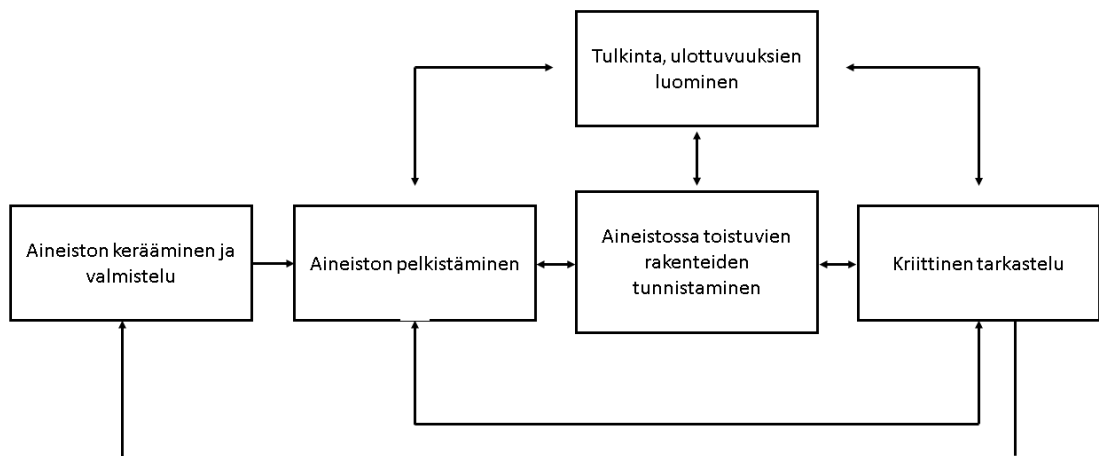 Tulkinta, ulottuvuuksien
luominen
Aineiston kerääminen ja
valmistelu
Aineiston pelkistäminen
Aineistossa toistuvien
rakenteiden
tunnistaminen
Kriittinen tarkastelu